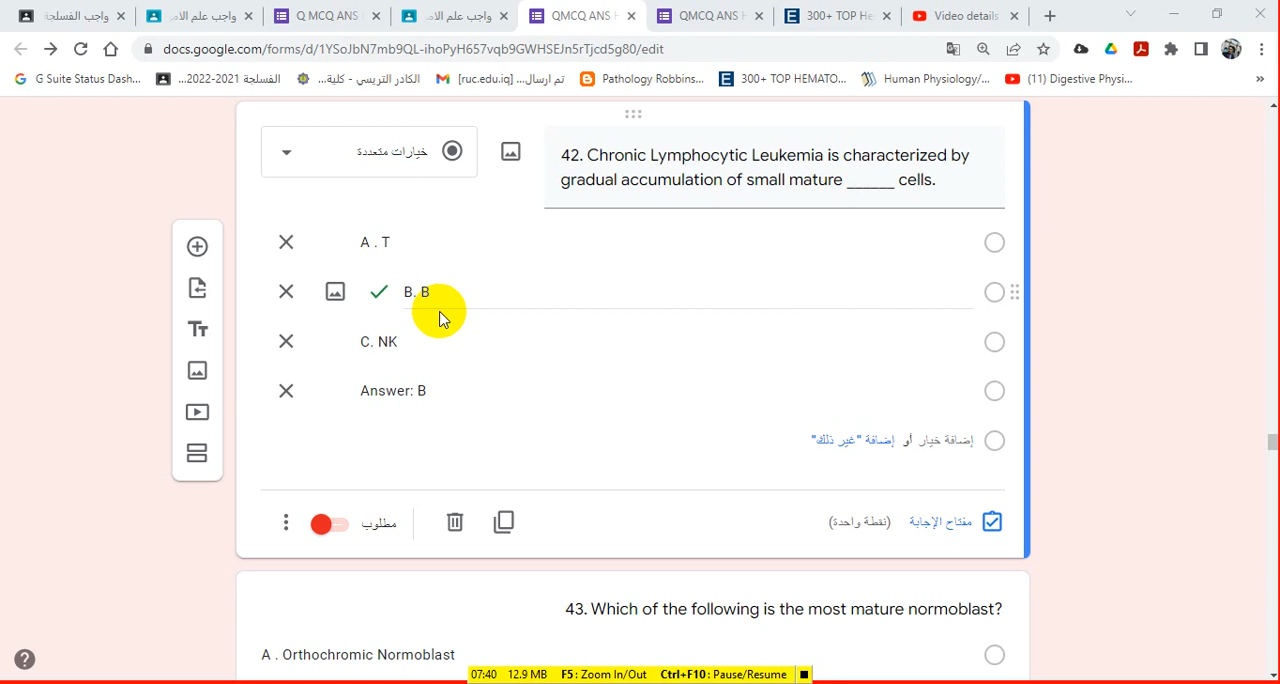 واجب الفسلجة
واجب علم الامر
Q MCQ ANS
واجب علم الامر
QMCQ ANS H
QMCQ ANS H
300+ TOP He
Video details
docs.google.com/forms/d/1YSoJbN7mb9QL-ihoPyH657vqb9GWHSEJn5rTjcd5g80/edit
G Suite Status Dash...
الفسلجة 2021-2022...
الكادر التريسي - كلية...
تم ارسال...[ruc.edu.iq]
Pathology Robbins...
300+ TOP HEMATO...
Human Physiology/...
(11) Digestive Physi...
»
خيارات متعددة
42. Chronic Lymphocytic Leukemia is characterized by
gradual accumulation of small mature ______ cells.
A . T
B. B
C. NK
Answer: B
إضافة خيار أو إضافة "غير ذلك"
مطلوب
(نقطة واحدة)
مفتاح الإجابة
43. Which of the following is the most mature normoblast?
A . Orthochromic Normoblast
07:40 12.9 MB F5: Zoom In/Out Ctrl+F10: Pause/Resume